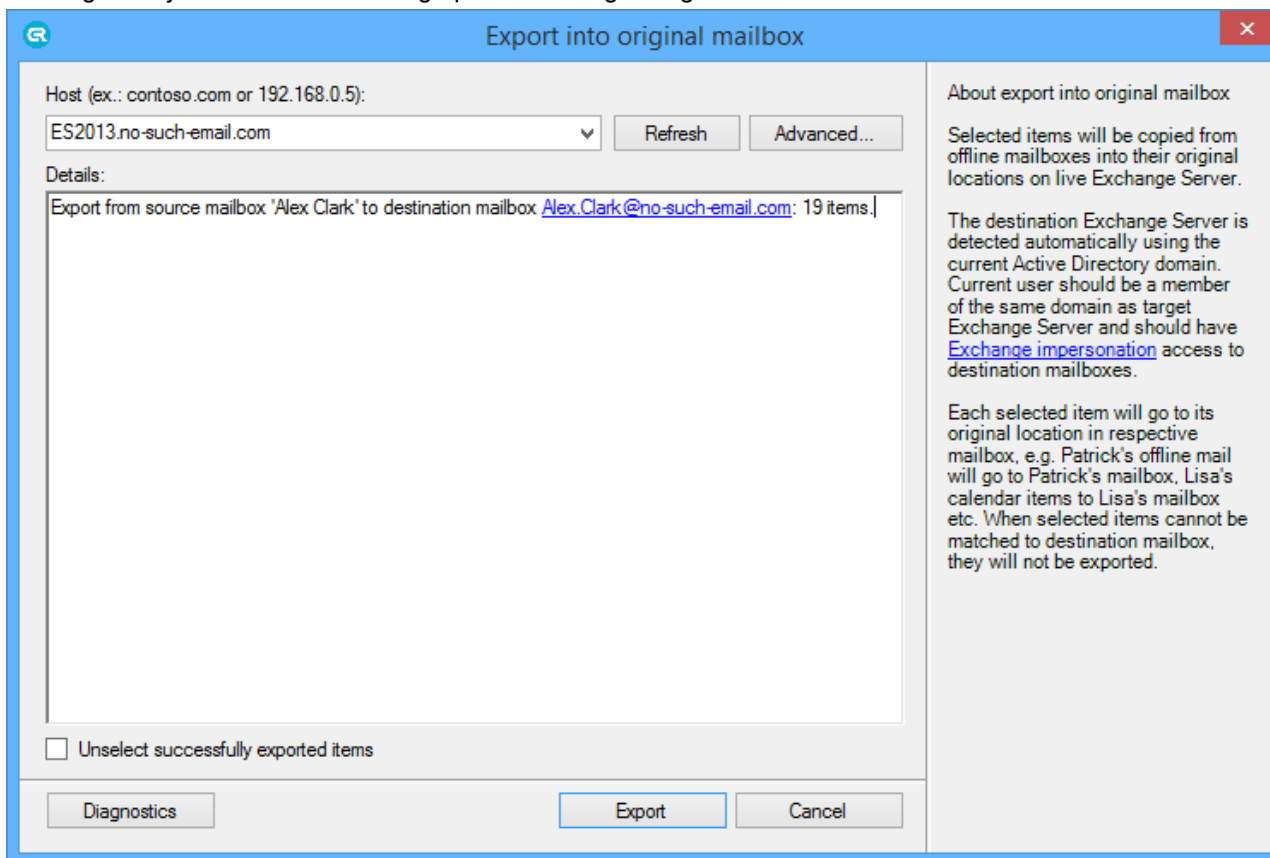 Export into original mailbox
Host (ex.: contoso.com or 192.168.0.5):
ES2013.no-such-email.com
Refresh
Advanced...
Details:
Export from source mailbox 'Alex Clark' to destination mailbox Alex.Clark@no-such-email.com: 19 items.
Unselect successfully exported items
Diagnostics
Export
Cancel
About export into original mailbox
Selected items will be copied from
offline mailboxes into their original
locations on live Exchange Server.
The destination Exchange Server is
detected automatically using the
current Active Directory domain.
Current user should be a member
of the same domain as target
Exchange Server and should have
Exchange impersonation access to
destination mailboxes.
Each selected item will go to its
original location in respective
mailbox, e.g. Patrick's offline mail
will go to Patrick's mailbox, Lisa's
calendar items to Lisa's mailbox
etc. When selected items cannot be
matched to destination mailbox,
they will not be exported.